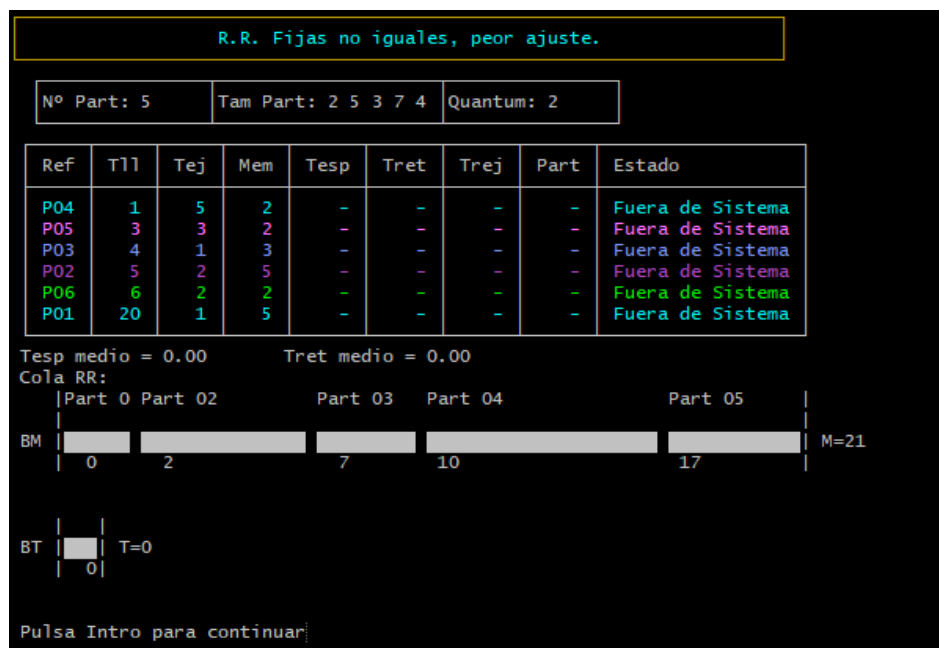 R.R. Fijas no iguales, peor ajuste.
Nº Part: 5 Tam Part: 2 5 3 7 4 Quantum: 2
Ref Tll Tej Mem Tesp Tret Trej Part Estado
P04 1 5 2 - - - - Fuera de Sistema
P05 3 3 2 - - - - Fuera de Sistema
P03 4 1 3 - - - - Fuera de Sistema
P02 5 2 5 - - - - Fuera de Sistema
P06 6 2 2 - - - - Fuera de Sistema
P01 20 1 5 - - - - Fuera de Sistema
Tesp medio = 0.00 Tret medio = 0.00
Cola RR:
|Part 0 Part 02 Part 03 Part 04 Part 05 |
BM | | M=21
| 0 2 7 10 17 |
BT | | T=0
| 0|
Pulsa Intro para continuar